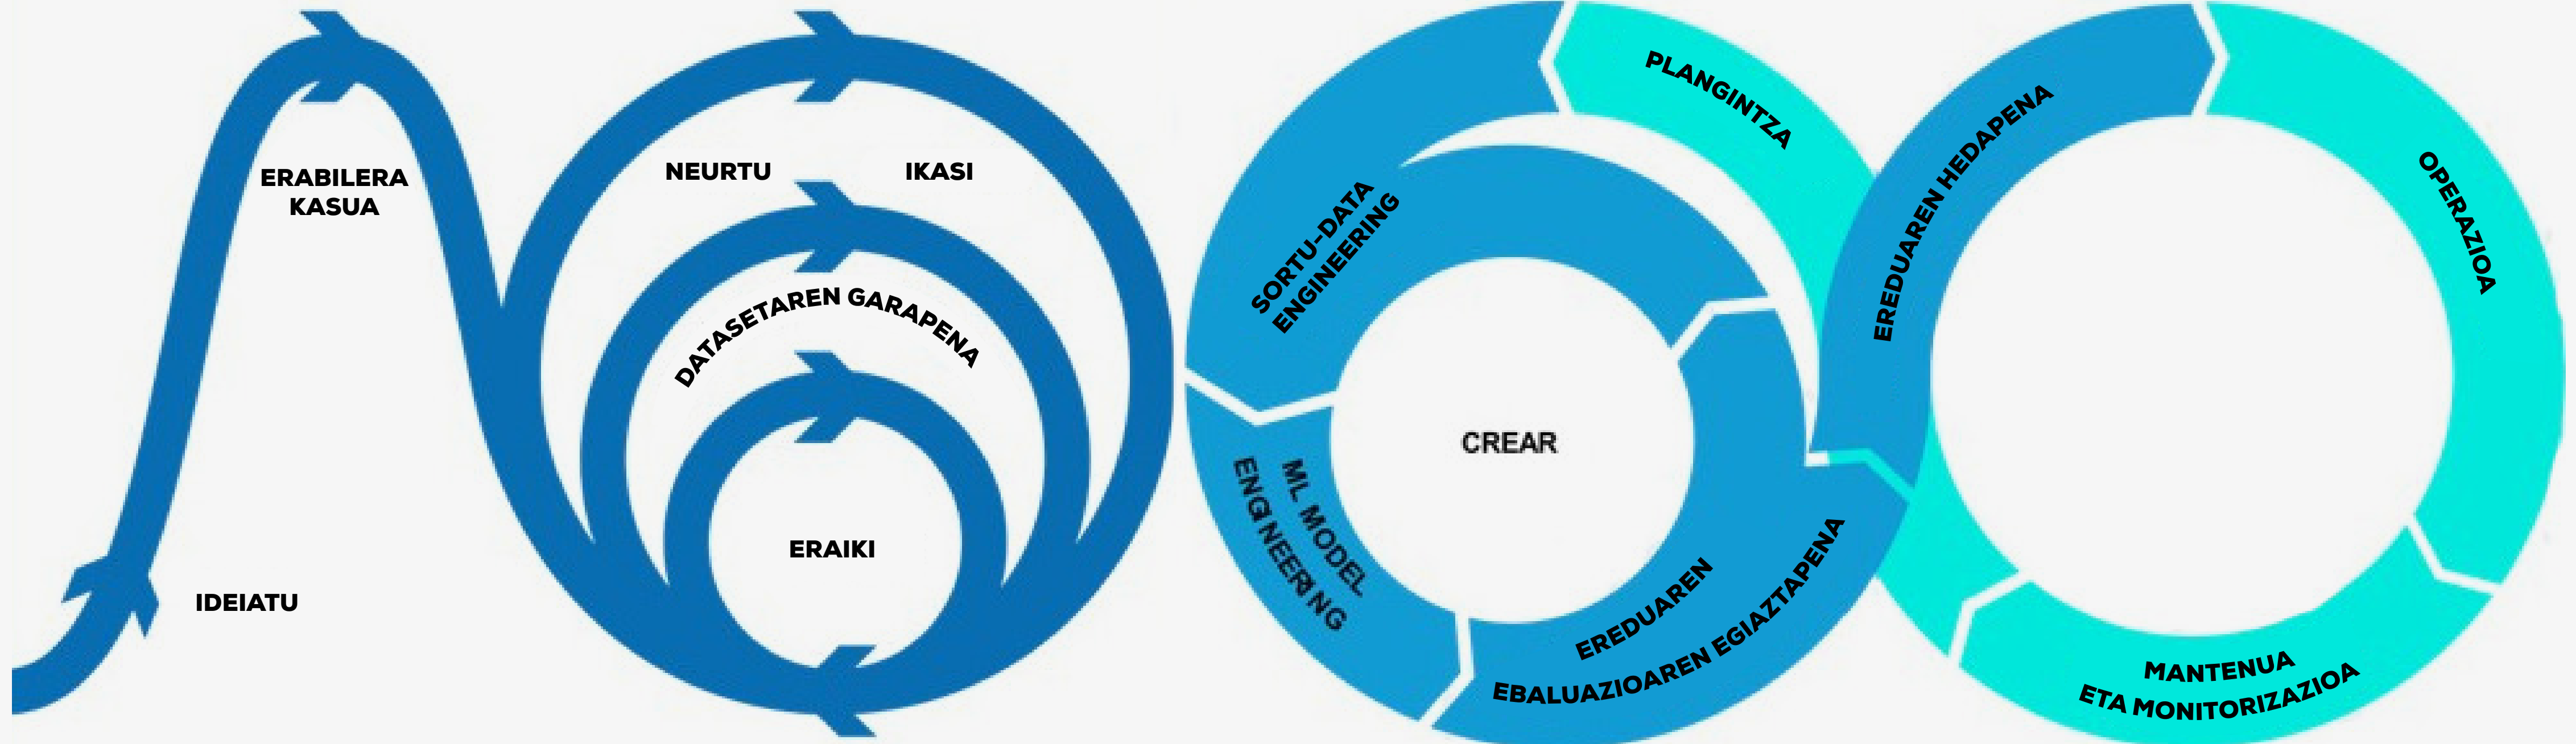 ERABILERA
KASUA
IDEIATU
NEURTU
IKASI
DATASETAREN GARAPENA
ERAIKI
SORTU-DATA
ENGINEERING
PLANGINTZA
CREAR
ML MODEL
ENGINEERING
EREDUAREN
EBALUAZIOAREN EGIAZTAPENA
EREDUAREN HEDAPENA
OPERAZIOA
MANTENUA
ETA MONITORIZAZIOA